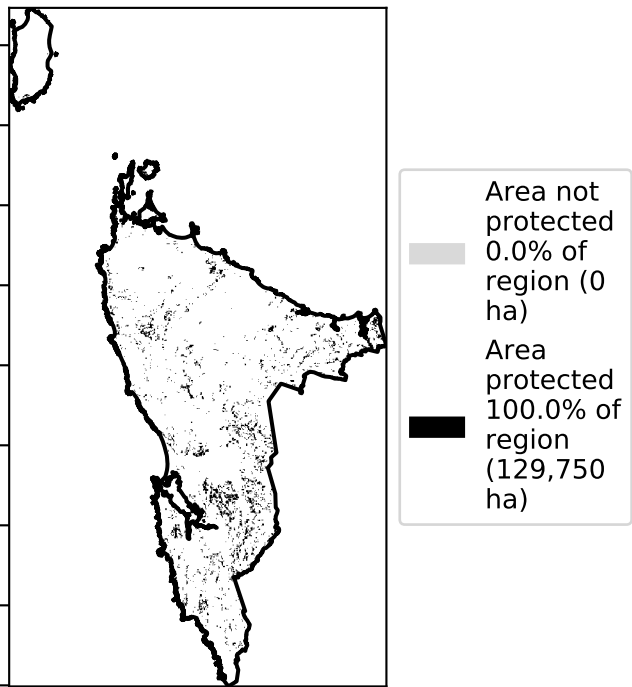 Area not
protected
0.0% of
region (0
ha)
Area
protected
100.0% of
region
(129,750
ha)